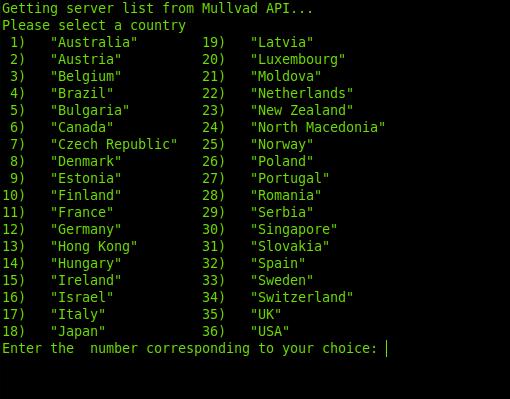 Getting server list from Mullvad API...
Please select a country
 1)   "Australia"        19)   "Latvia"
 2)   "Austria"          20)   "Luxembourg"
 3)   "Belgium"          21)   "Moldova"
 4)   "Brazil"           22)   "Netherlands"
 5)   "Bulgaria"         23)   "New Zealand"
 6)   "Canada"           24)   "North Macedonia"
 7)   "Czech Republic"   25)   "Norway"
 8)   "Denmark"          26)   "Poland"
 9)   "Estonia"          27)   "Portugal"
10)   "Finland"          28)   "Romania"
11)   "France"           29)   "Serbia"
12)   "Germany"          30)   "Singapore"
13)   "Hong Kong"        31)   "Slovakia"
14)   "Hungary"          32)   "Spain"
15)   "Ireland"          33)   "Sweden"
16)   "Israel"           34)   "Switzerland"
17)   "Italy"            35)   "UK"
18)   "Japan"            36)   "USA"
Enter the  number corresponding to your choice: